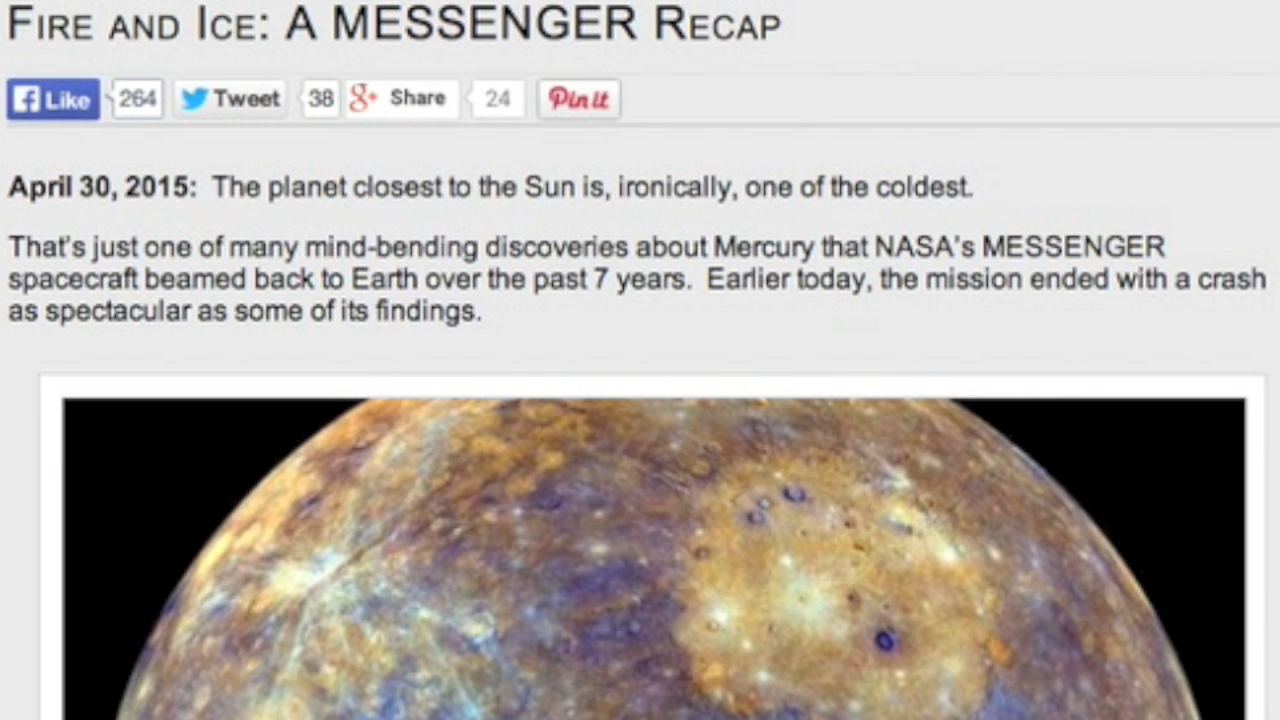 FIRE AND ICE: A MESSENGER RECAP
Like 264 Tweet 38 g+ Share 24 Pin it
April 30, 2015: The planet closest to the Sun is, ironically, one of the coldest.
That's just one of many mind-bending discoveries about Mercury that NASA's MESSENGER
spacecraft beamed back to Earth over the past 7 years. Earlier today, the mission ended with a crash
as spectacular as some of its findings.